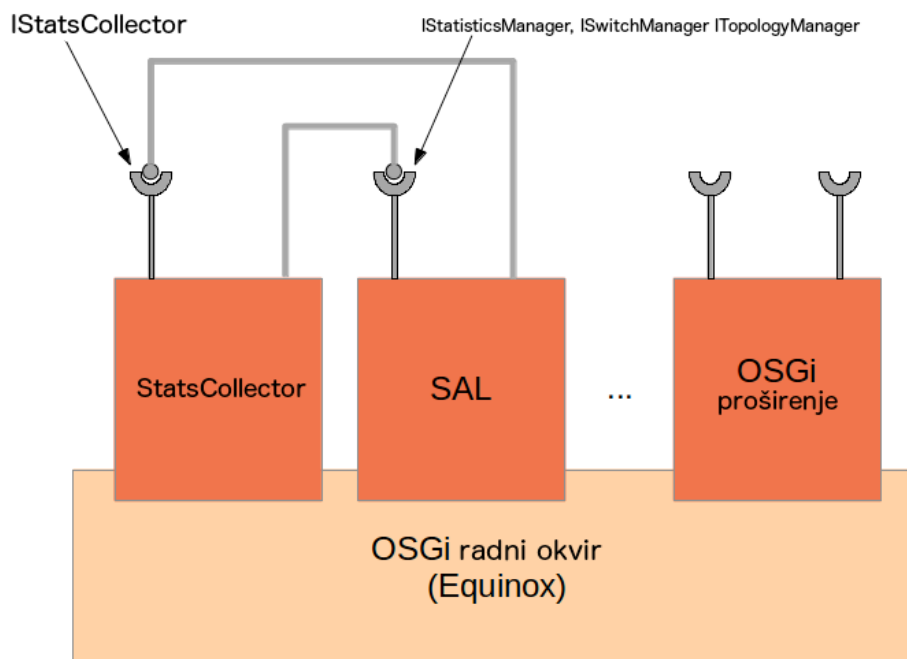 IStatsCollector
IStatisticsManager, ISwitchManager ITopologyManager
StatsCollector
SAL
...
OSGi
proširenje
OSGi radni okvir
(Equinox)